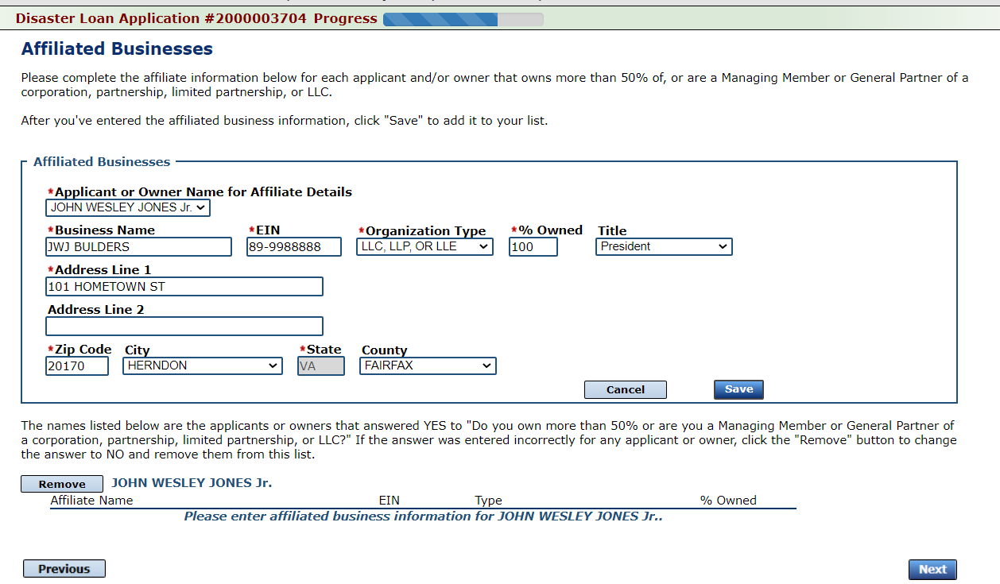 Disaster Loan Application #2000003704 Progress
Affiliated Businesses
Please complete the affiliate information below for each applicant and/or owner that owns more than 50% of, or are a Managing Member or General Partner of a
corporation, partnership, limited partnership, or LLC.
After you've entered the affiliated business information, click "Save" to add it to your list.
Affiliated Businesses
*Applicant or Owner Name for Affiliate Details
JOHN WESLEY JONES Jr.
*Business Name *EIN *Organization Type *% Owned Title
JWJ BULDERS 89-9988888 LLC, LLP, OR LLE 100 President
*Address Line 1
101 HOMETOWN ST
Address Line 2
*Zip Code City *State County
20170 HERNDON VA FAIRFAX
Cancel Save
The names listed below are the applicants or owners that answered YES to "Do you own more than 50% or are you a Managing Member or General Partner of
a corporation, partnership, limited partnership, or LLC?" If the answer was entered incorrectly for any applicant or owner, click the "Remove" button to change
the answer to NO and remove them from this list.
Remove JOHN WESLEY JONES Jr.
Affiliate Name EIN Type % Owned
Please enter affiliated business information for JOHN WESLEY JONES Jr..
Previous Next